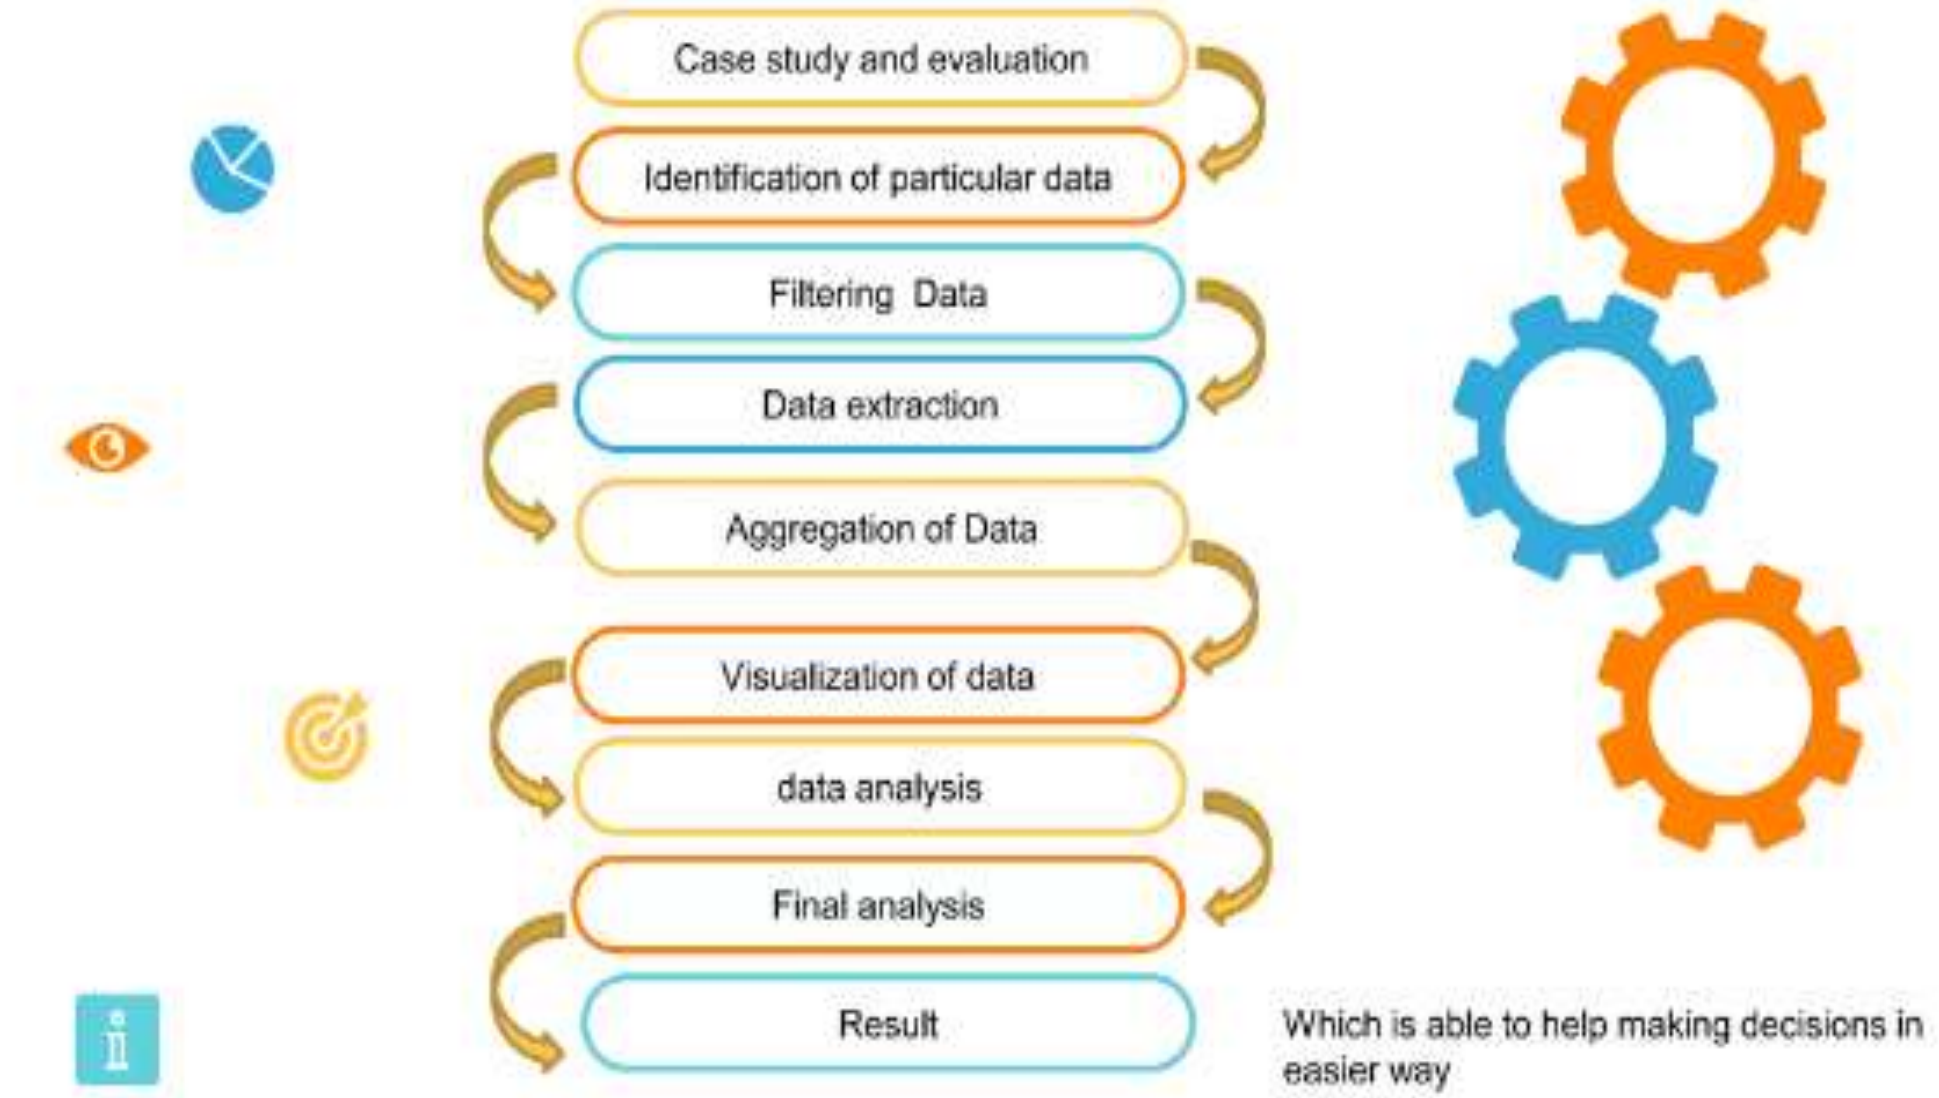 Case study and evaluation
Identification of particular data
Filtering Data
Data extraction
Aggregation of Data
Visualization of data
data analysis
Final analysis
Result
Which is able to help making decisions in
easier way